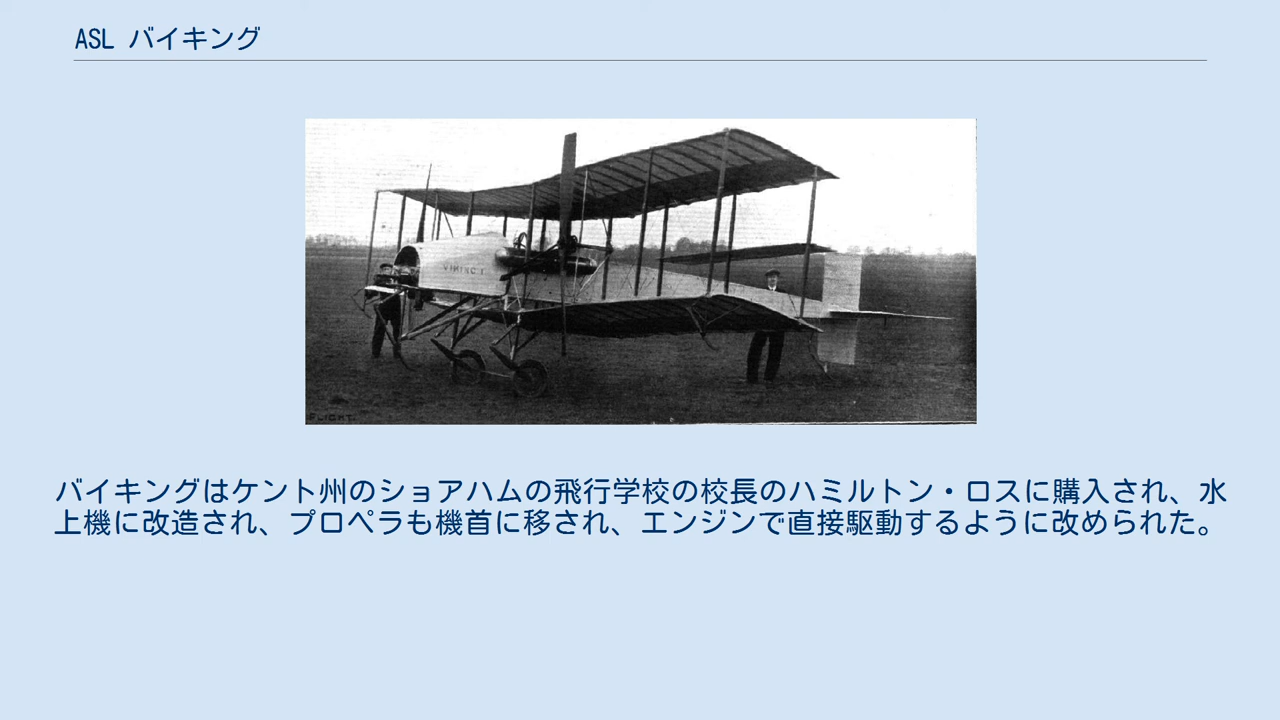 ASL バイキング
VIKING I
FLIGHT
バイキングはケント州のショアハムの飛行学校の校長のハミルトン・ロスに購入され、水
上機に改造され、プロペラも機首に移され、エンジンで直接駆動するように改められた。